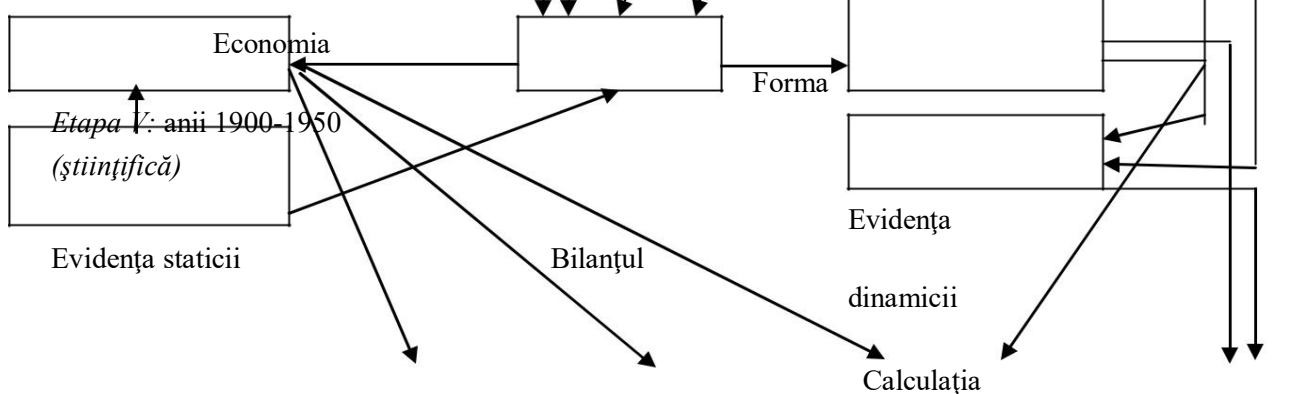 Economia
Forma
Etapa V: anii 1900-1950
(ştiinţifică)
Evidenţa
Evidenţa staticii
Bilanţul
dinamicii
Calculaţia